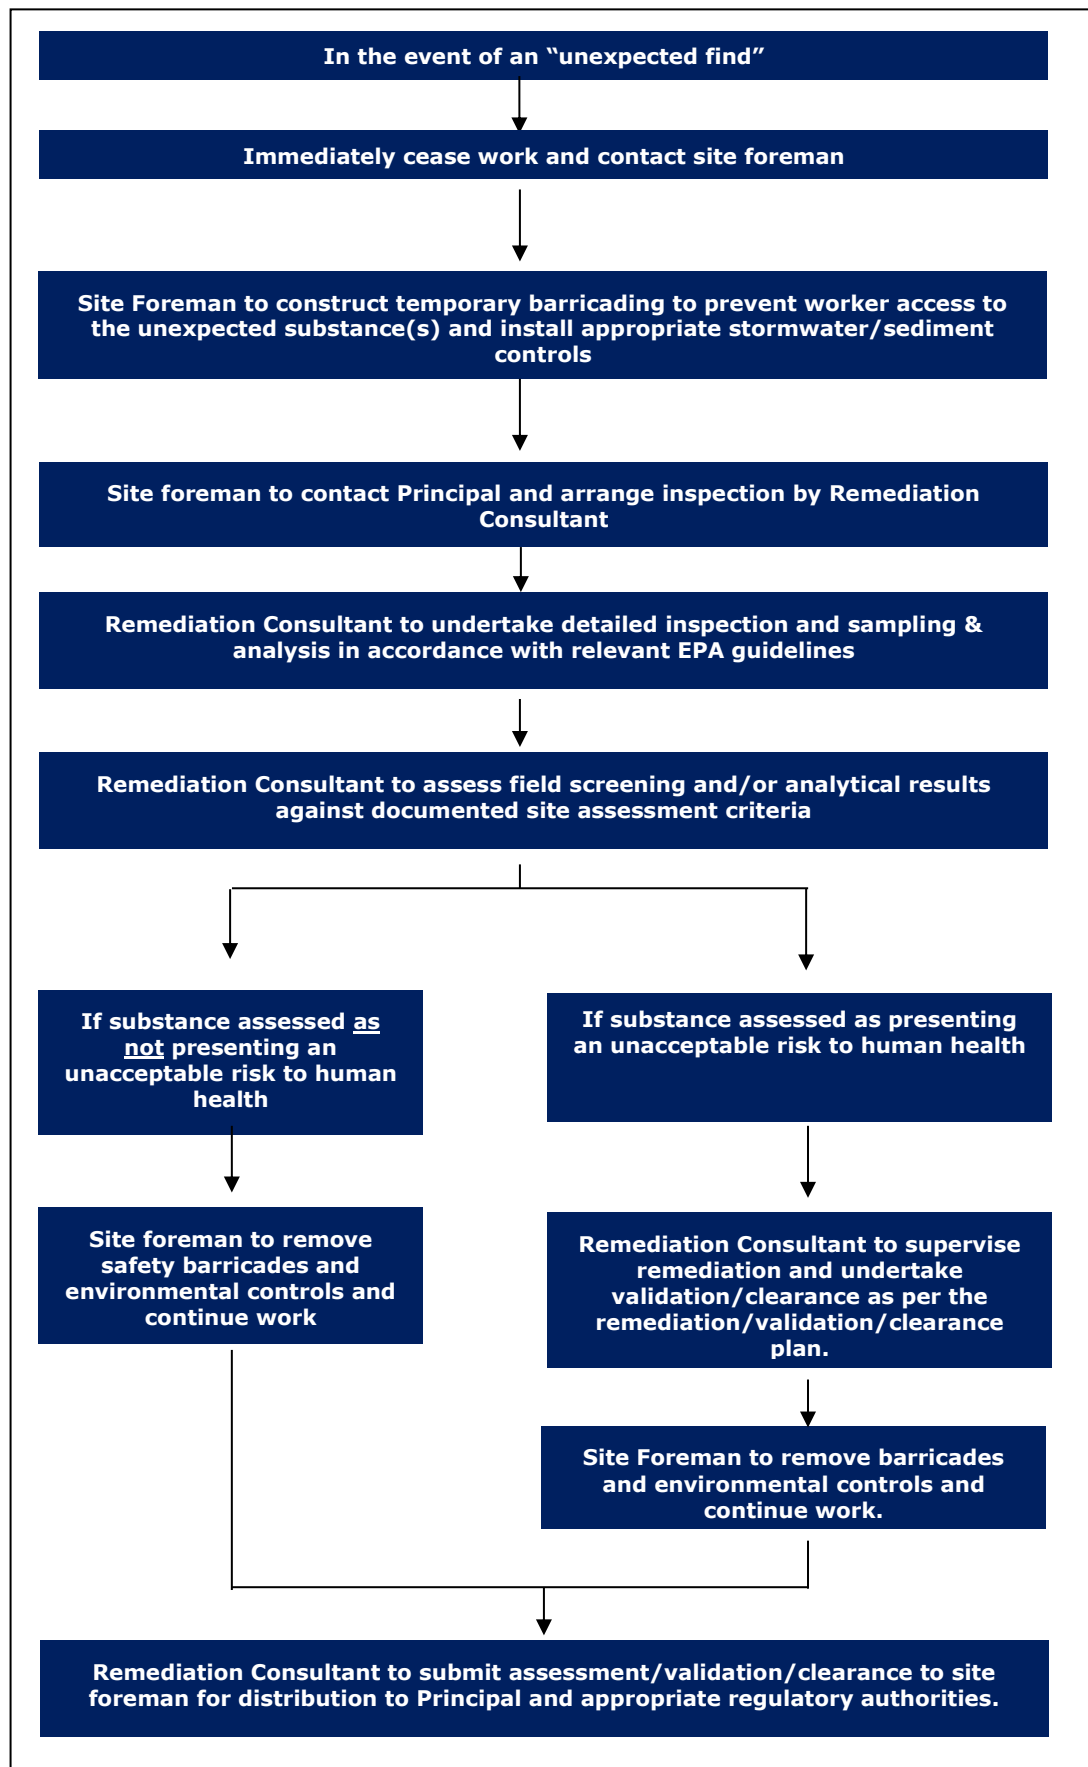 In the event of an “unexpected find”
Immediately cease work and contact site foreman
Site Foreman to construct temporary barricading to prevent worker access to
the unexpected substance(s) and install appropriate stormwater/sediment
controls
Site foreman to contact Principal and arrange inspection by Remediation
Consultant
Remediation Consultant to undertake detailed inspection and sampling &
analysis in accordance with relevant EPA guidelines
Remediation Consultant to assess field screening and/or analytical results
against documented site assessment criteria
If substance assessed as
not presenting an
unacceptable risk to human
health
If substance assessed as presenting
an unacceptable risk to human health
Site foreman to remove
safety barricades and
environmental controls and
continue work
Remediation Consultant to supervise
remediation and undertake
validation/clearance as per the
remediation/validation/clearance
plan.
Site Foreman to remove barricades
and environmental controls and
continue work.
Remediation Consultant to submit assessment/validation/clearance to site
foreman for distribution to Principal and appropriate regulatory authorities.